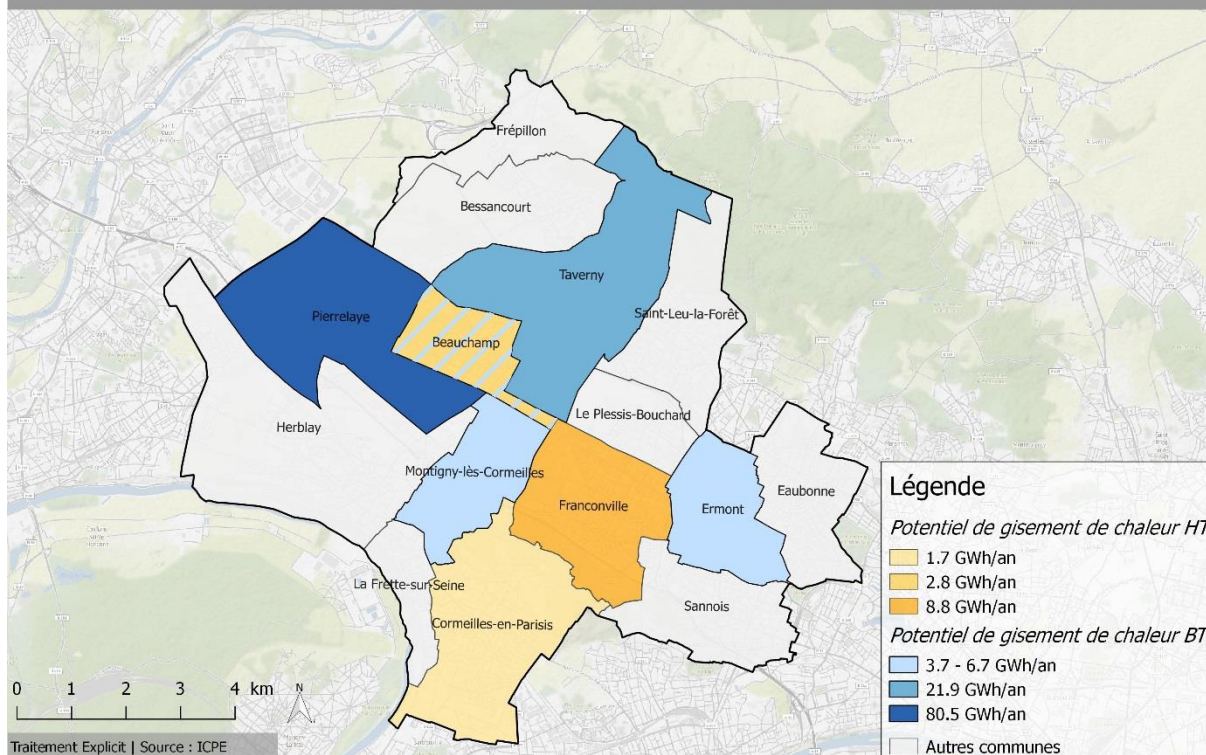 Frépillon
Bessancourt
Taverny
Saint-Leu-la-Forêt
Pierrelaye
Beauchamp
Le Plessis-Bouchard
Herblay
Montigny-lès-Cormeilles
Franconville
Ermont
Eaubonne
La Frette-sur-Seine
Sannois
Cormeilles-en-Parisis
Légende
Potentiel de gisement de chaleur HT
1.7 GWh/an
2.8 GWh/an
8.8 GWh/an
Potentiel de gisement de chaleur BT
3.7 - 6.7 GWh/an
21.9 GWh/an
80.5 GWh/an
Autres communes
0 1 2 3 4 km
N
Traitement Explicit | Source : ICPE